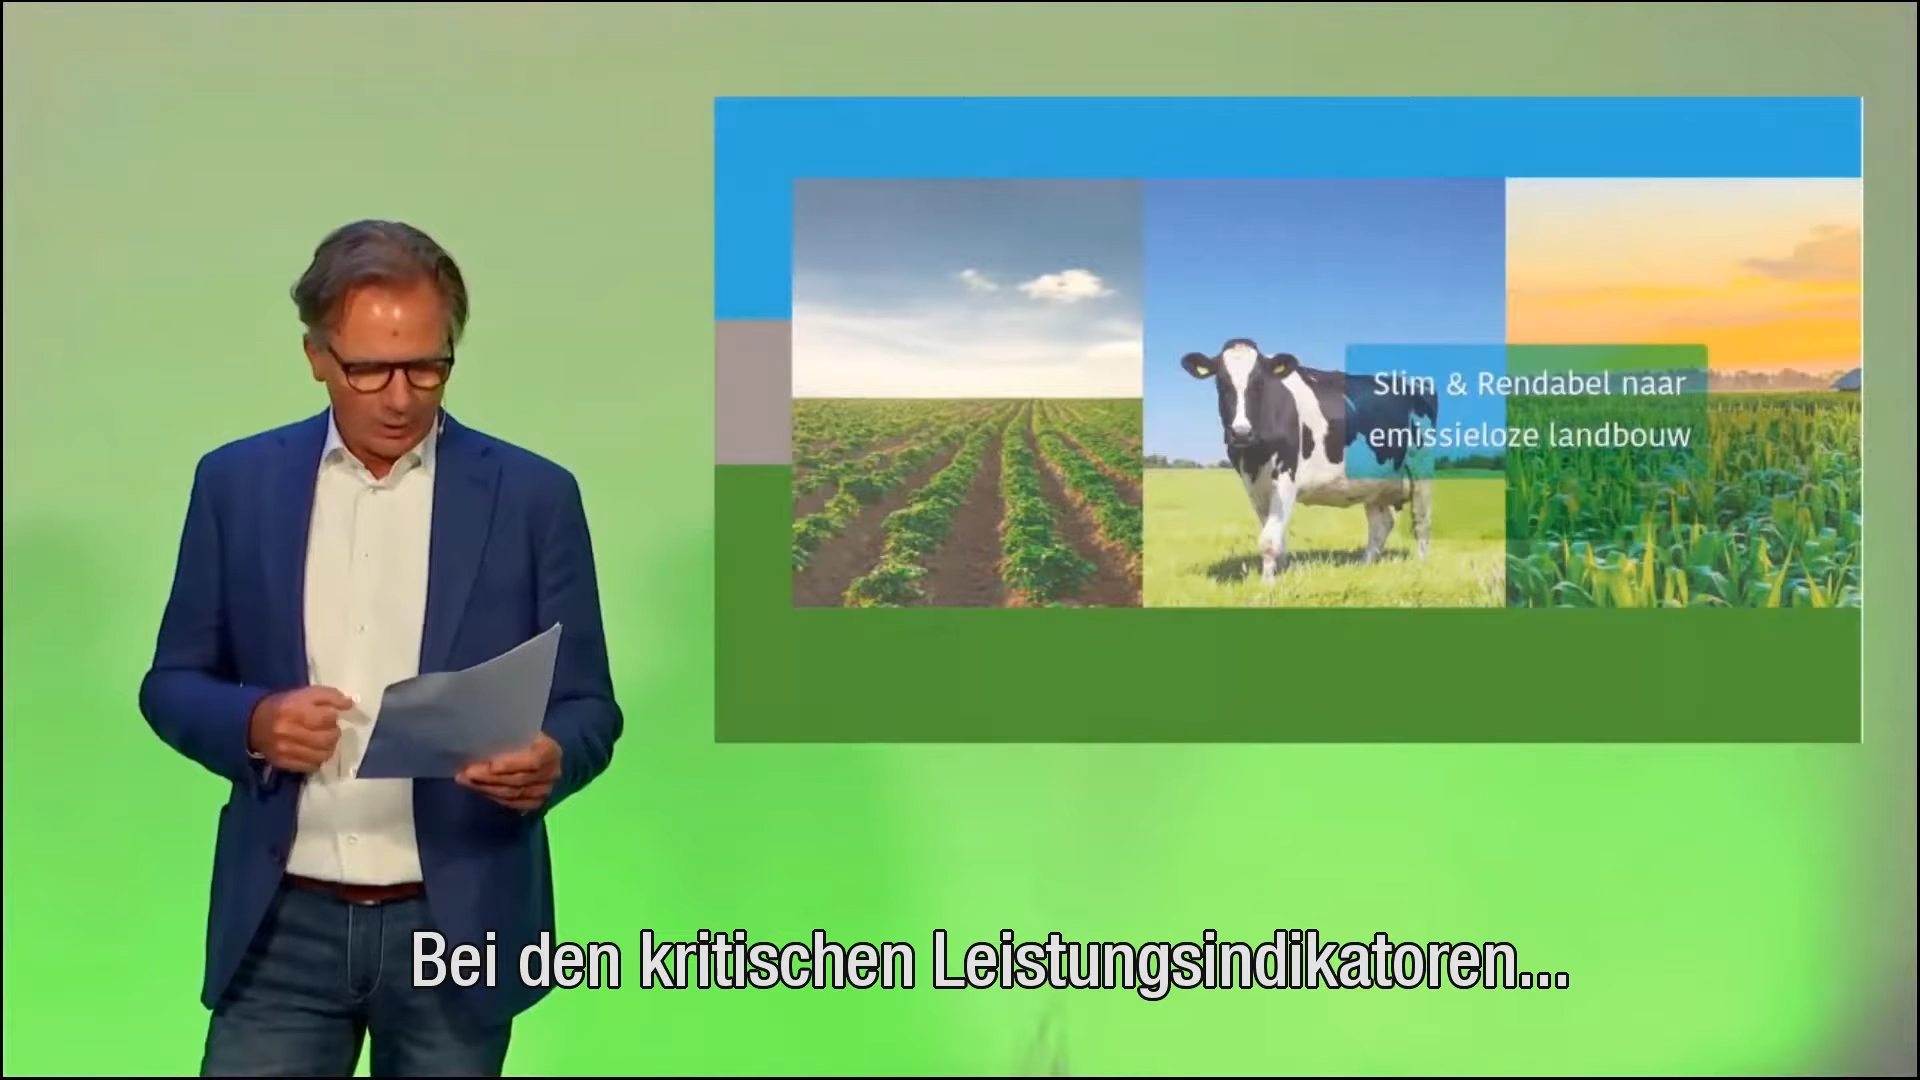 Slim & Rendabel naar
emissieloze landbouw
Bei den kritischen Leistungsindikatoren...